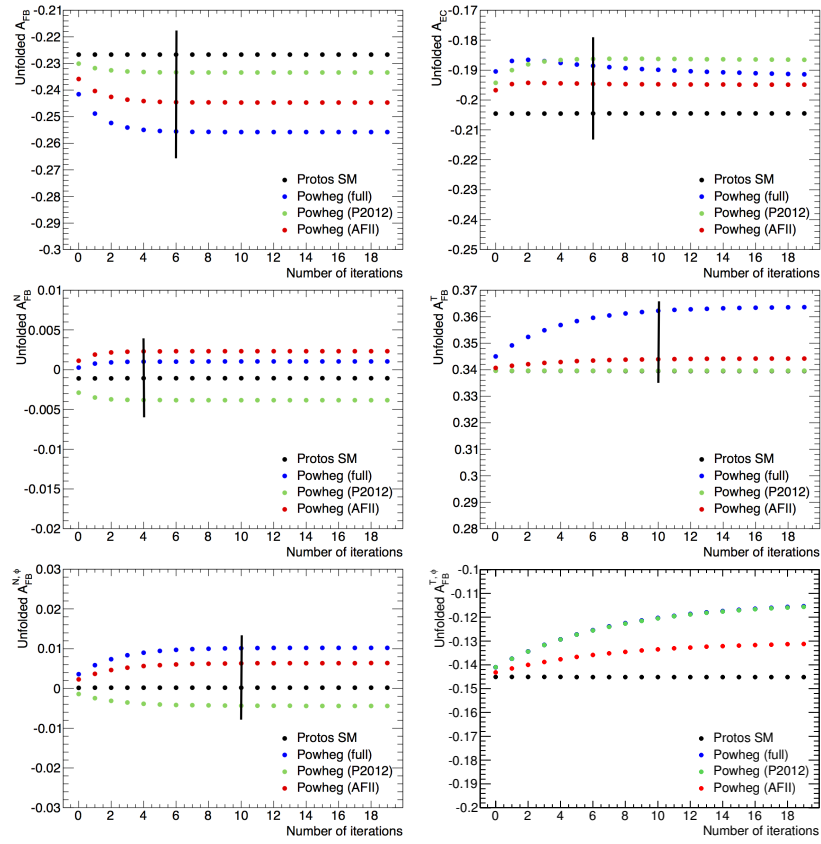 Unfolded A_FB
-0.21
-0.22
-0.23
-0.24
-0.25
-0.26
-0.27
-0.28
-0.29
-0.3
Protos SM
Powheg (full)
Powheg (P2012)
Powheg (AFII)
0 2 4 6 8 10 12 14 16 18
Number of iterations
Unfolded A_EC
-0.17
-0.18
-0.19
-0.2
-0.21
-0.22
-0.23
-0.24
-0.25
Protos SM
Powheg (full)
Powheg (P2012)
Powheg (AFII)
0 2 4 6 8 10 12 14 16 18
Number of iterations
Unfolded A_FB^N
0.01
0.005
0
-0.005
-0.01
-0.015
-0.02
Protos SM
Powheg (full)
Powheg (P2012)
Powheg (AFII)
0 2 4 6 8 10 12 14 16 18
Number of iterations
Unfolded A_FB^T
0.37
0.36
0.35
0.34
0.33
0.32
0.31
0.3
0.29
0.28
Protos SM
Powheg (full)
Powheg (P2012)
Powheg (AFII)
0 2 4 6 8 10 12 14 16 18
Number of iterations
Unfolded A_FB^N, ϕ
0.03
0.02
0.01
0
-0.01
-0.02
-0.03
Protos SM
Powheg (full)
Powheg (P2012)
Powheg (AFII)
0 2 4 6 8 10 12 14 16 18
Number of iterations
Unfolded A_FB^T, ϕ
-0.1
-0.11
-0.12
-0.13
-0.14
-0.15
-0.16
-0.17
-0.18
-0.19
-0.2
Protos SM
Powheg (full)
Powheg (P2012)
Powheg (AFII)
0 2 4 6 8 10 12 14 16 18
Number of iterations